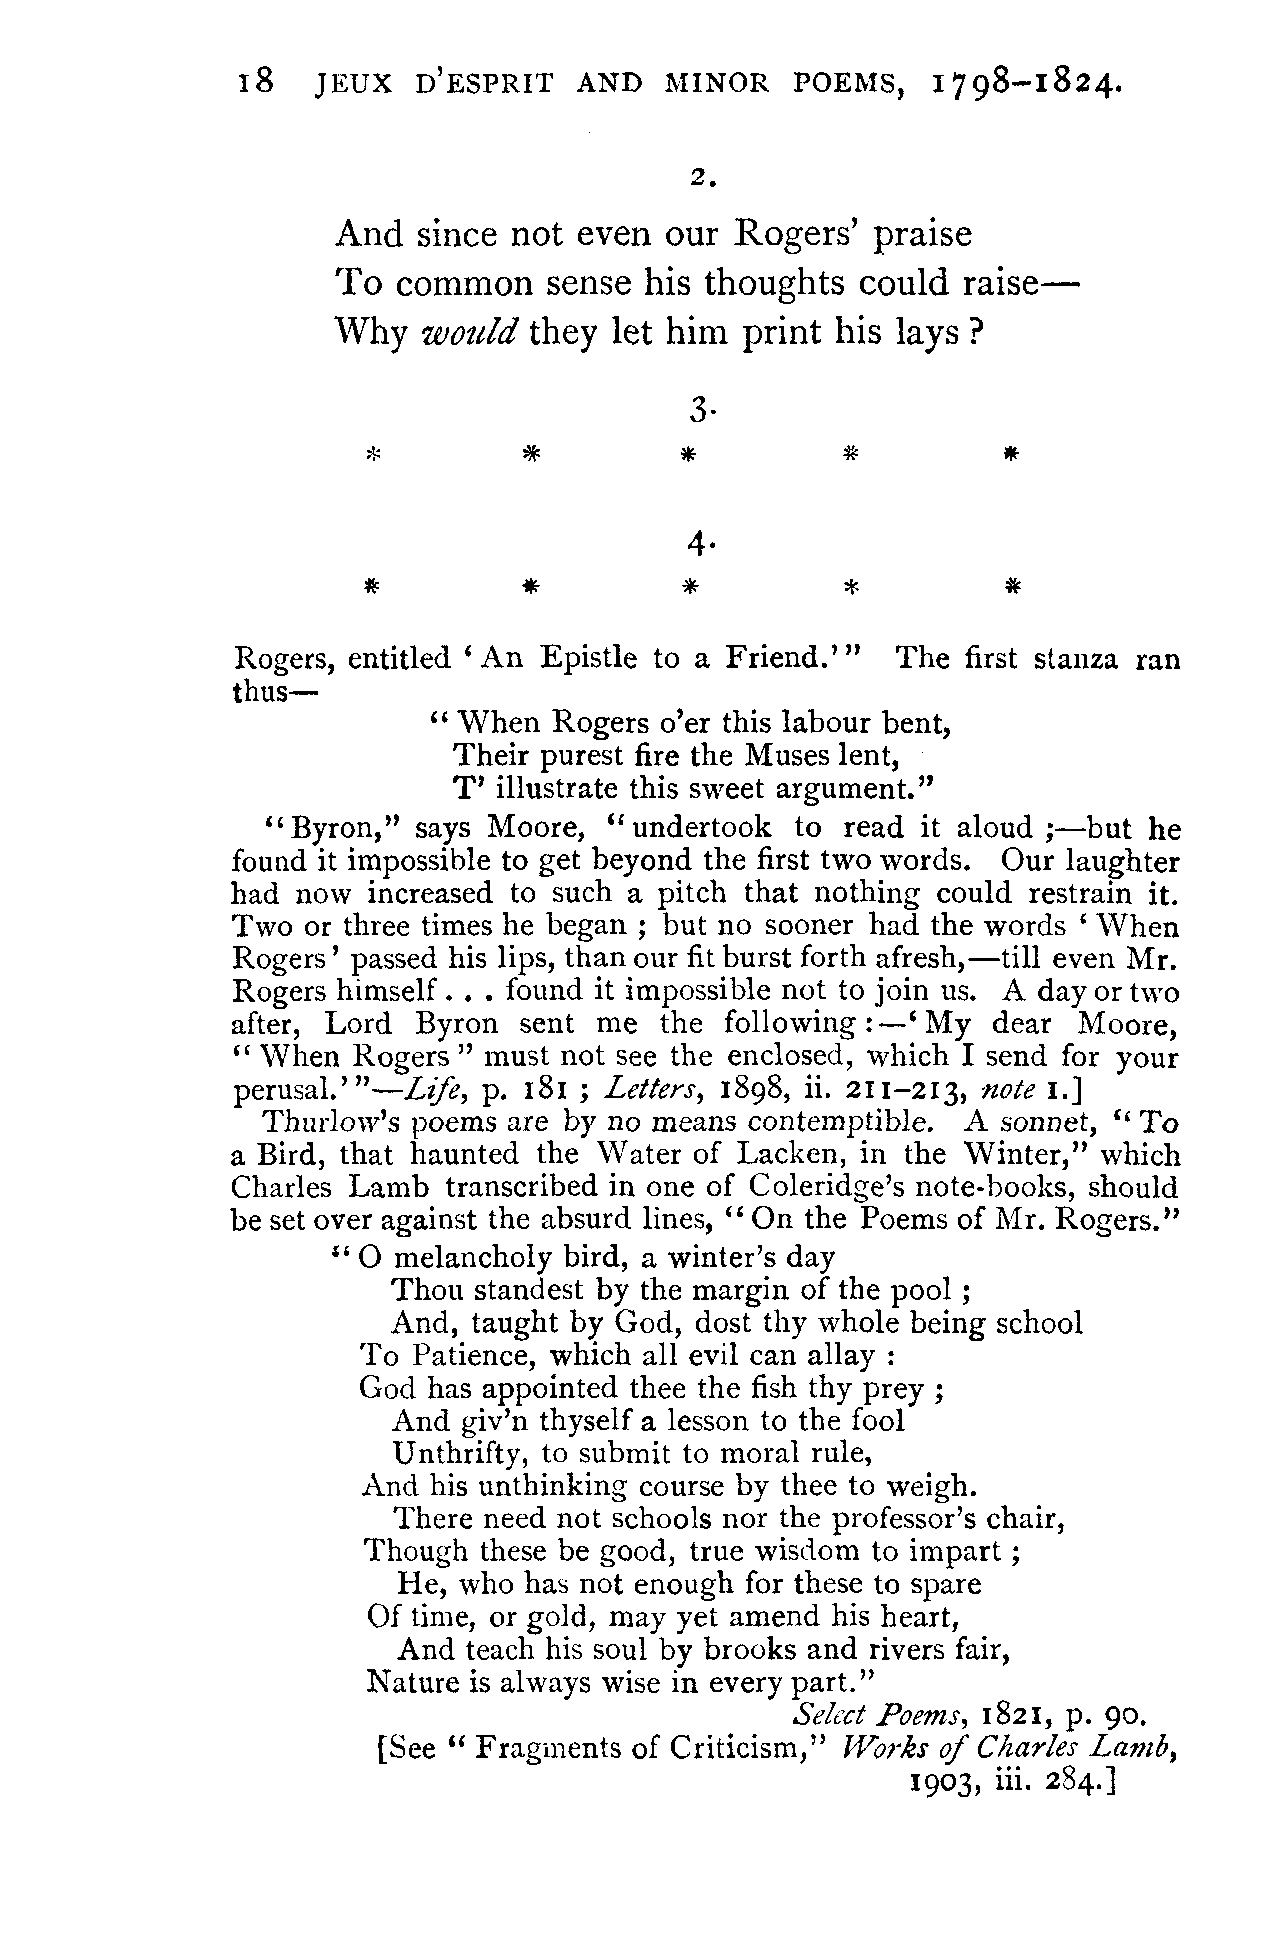 18 JEUX D'ESPRIT AND MINOR POEMS, 1798–1824.
2.
And since not even our Rogers' praise
To common sense his thoughts could raise—
Why would they let him print his lays ?
3.
* * * * *
4.
* * * * *
Rogers, entitled ' An Epistle to a Friend.' " The first stanza ran
thus—
" When Rogers o'er this labour bent,
Their purest fire the Muses lent,
T' illustrate this sweet argument."
" Byron," says Moore, " undertook to read it aloud ;—but he
found it impossible to get beyond the first two words. Our laughter
had now increased to such a pitch that nothing could restrain it.
Two or three times he began ; but no sooner had the words ' When
Rogers ' passed his lips, than our fit burst forth afresh,—till even Mr.
Rogers himself . . . found it impossible not to join us. A day or two
after, Lord Byron sent me the following :—' My dear Moore,
" When Rogers " must not see the enclosed, which I send for your
perusal.' "—Life, p. 181 ; Letters, 1898, ii. 211–213, note 1.]
Thurlow's poems are by no means contemptible. A sonnet, " To
a Bird, that haunted the Water of Lacken, in the Winter," which
Charles Lamb transcribed in one of Coleridge's note-books, should
be set over against the absurd lines, " On the Poems of Mr. Rogers."
" O melancholy bird, a winter's day
Thou standest by the margin of the pool ;
And, taught by God, dost thy whole being school
To Patience, which all evil can allay :
God has appointed thee the fish thy prey ;
And giv'n thyself a lesson to the fool
Unthrifty, to submit to moral rule,
And his unthinking course by thee to weigh.
There need not schools nor the professor's chair,
Though these be good, true wisdom to impart ;
He, who has not enough for these to spare
Of time, or gold, may yet amend his heart,
And teach his soul by brooks and rivers fair,
Nature is always wise in every part."
Select Poems, 1821, p. 90.
[See " Fragments of Criticism," Works of Charles Lamb,
1903, iii. 284.]